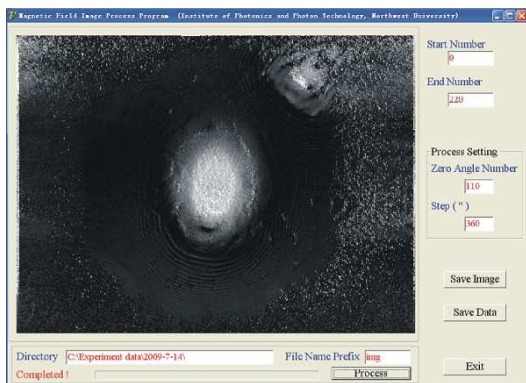 Magnetic Field Image Process Program (Institute of Photonics and Photon Technology, Northwest University)
Start Number
0
End Number
220
Process Setting
Zero Angle Number
110
Step (")
360
Save Image
Save Data
Directory C:\Experiment data\2009-7-14\ File Name Prefix img
Completed ! Process
Exit